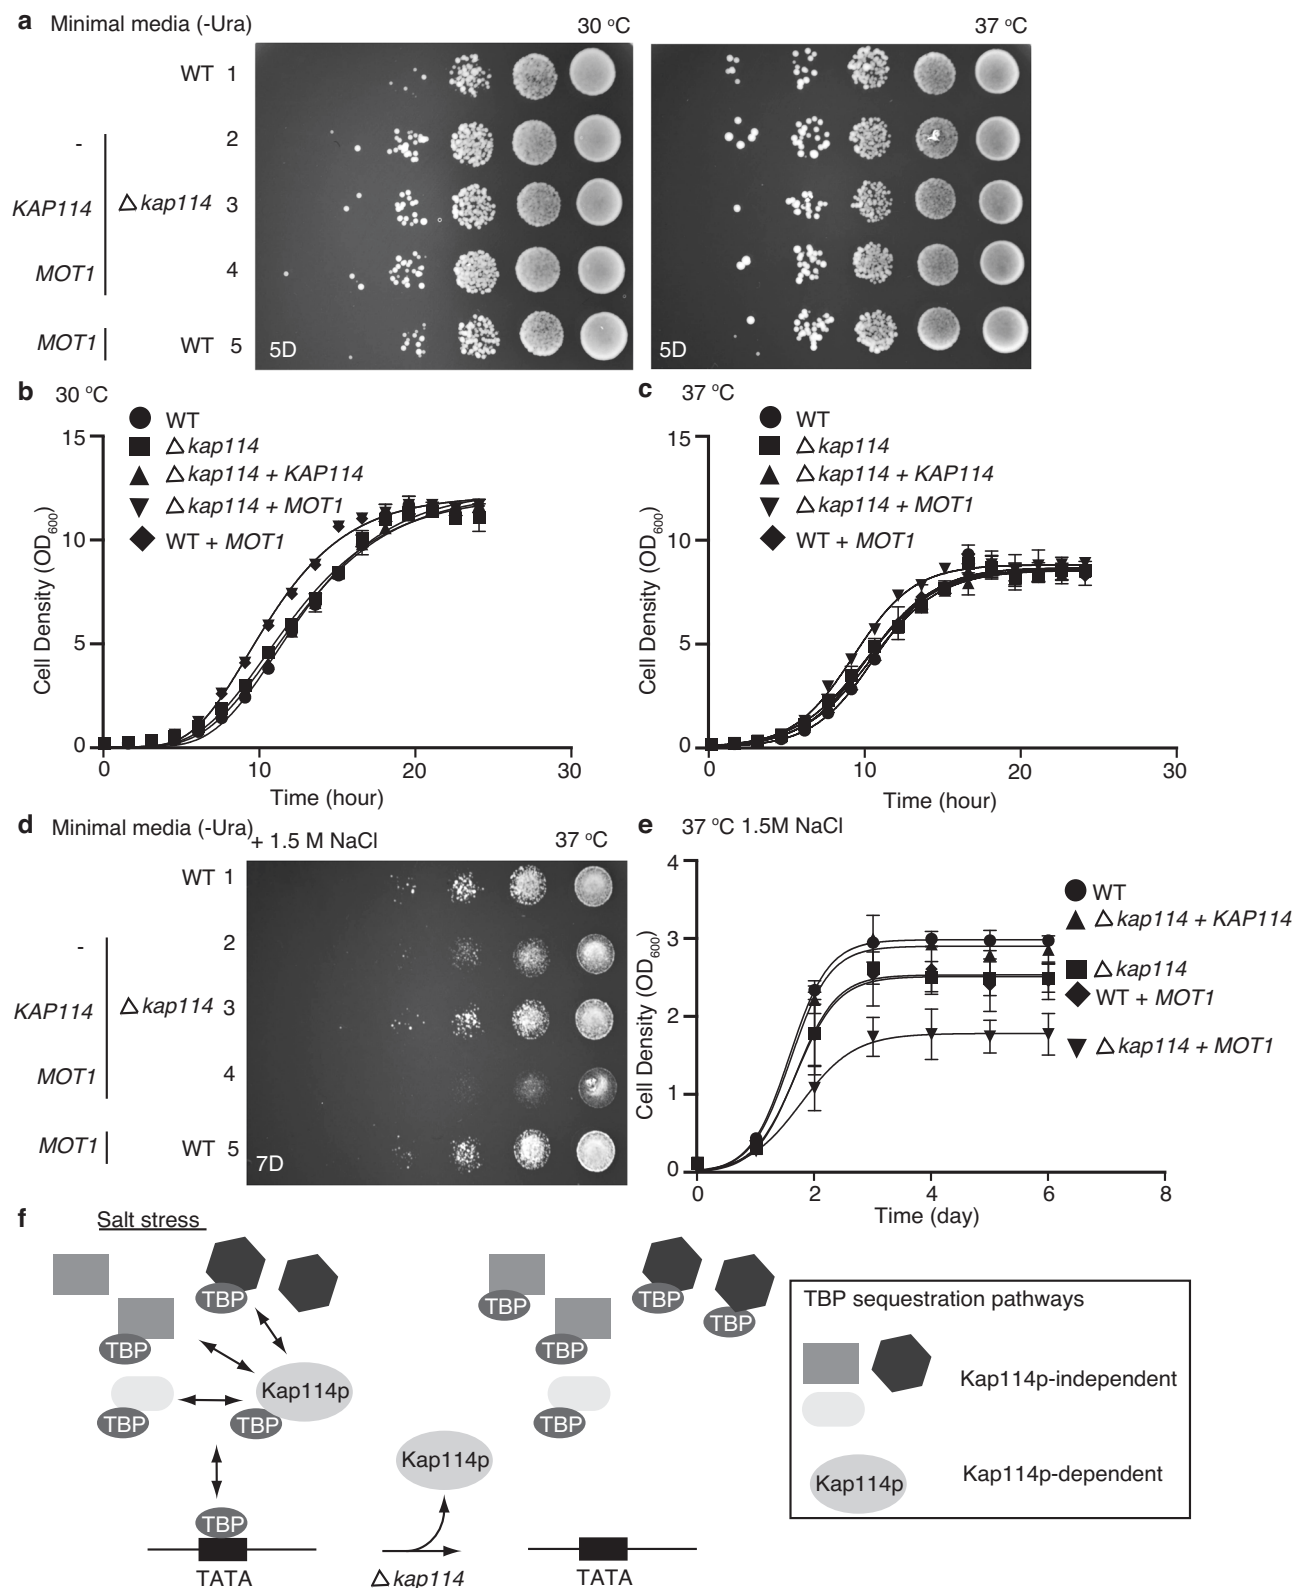 a Minimal media (-Ura) 30 °C 37 °C
WT 1
- 2
KAP114 △kap114 3
MOT1 4
MOT1 WT 5
5D 5D
b 30 °C
WT
△kap114
△kap114 + KAP114
△kap114 + MOT1
WT + MOT1
Cell Density (OD600)
15
10
5
0
0 10 20 30
Time (hour)
c 37 °C
WT
△kap114
△kap114 + KAP114
△kap114 + MOT1
WT + MOT1
Cell Density (OD600)
15
10
5
0
0 10 20 30
Time (hour)
d Minimal media (-Ura) + 1.5 M NaCl 37 °C
WT 1
- 2
KAP114 △kap114 3
MOT1 4
MOT1 WT 5
7D
e 37 °C 1.5M NaCl
Cell Density (OD600)
4
3
2
1
0
0 2 4 6 8
Time (day)
WT
△kap114 + KAP114
△kap114
WT + MOT1
△kap114 + MOT1
f Salt stress
TBP
TBP
TBP
Kap114p
TBP
TBP
TATA
Kap114p
△kap114
TBP
TBP
TBP
TBP
TBP
TATA
TBP sequestration pathways
Kap114p-independent
Kap114p
Kap114p-dependent